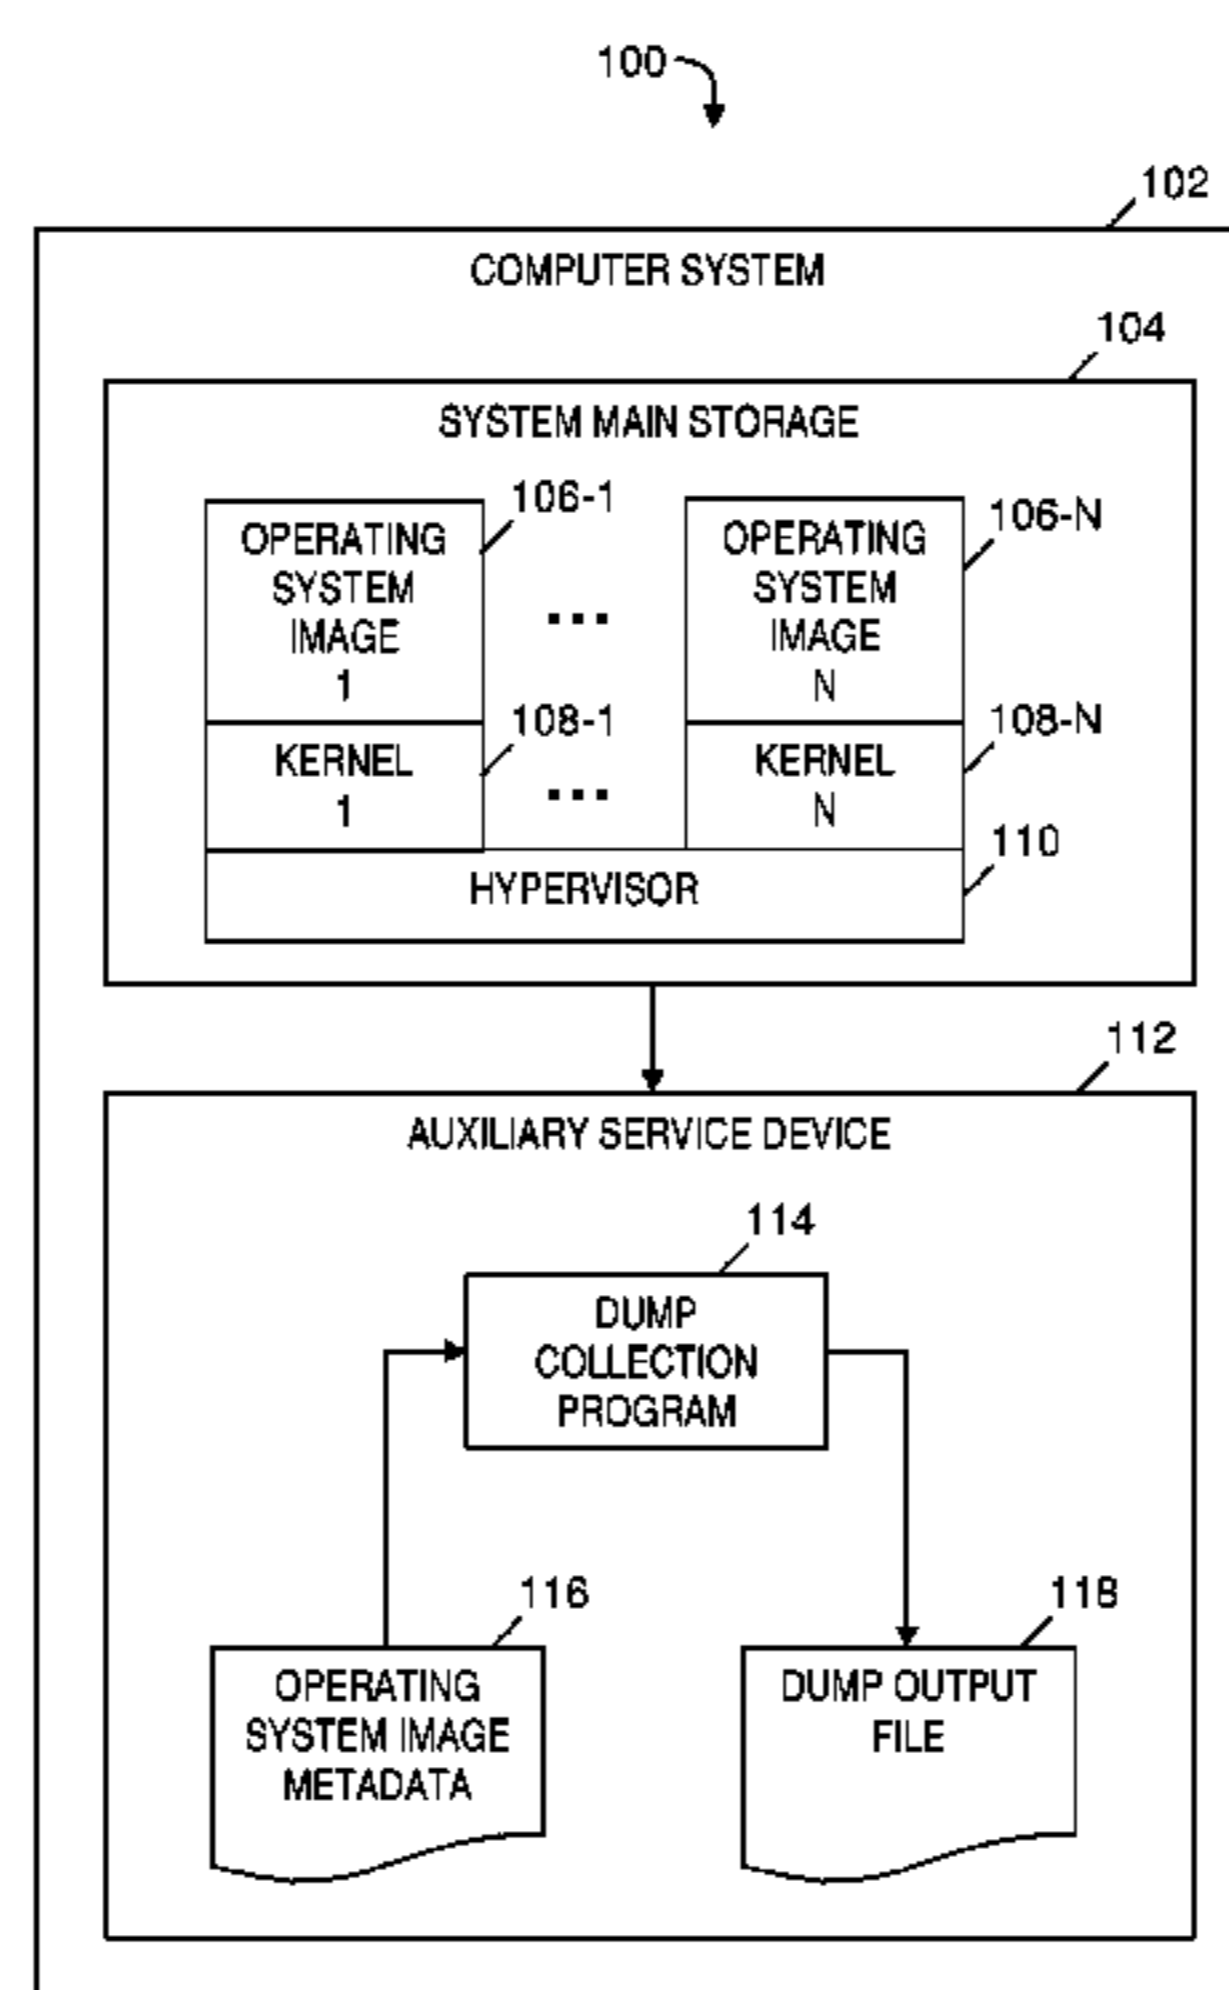 100
102
COMPUTER SYSTEM
104
SYSTEM MAIN STORAGE
106-1
OPERATING
SYSTEM
IMAGE
1
...
106-N
OPERATING
SYSTEM
IMAGE
N
108-1
KERNEL
1
...
108-N
KERNEL
N
110
HYPERVISOR
112
AUXILIARY SERVICE DEVICE
114
DUMP
COLLECTION
PROGRAM
116
OPERATING
SYSTEM IMAGE
METADATA
118
DUMP OUTPUT
FILE